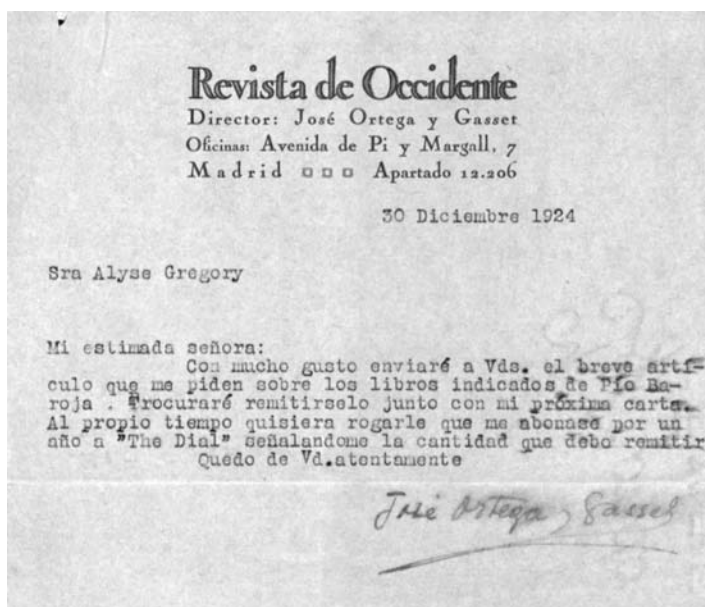 Revista de Occidente
Director: José Ortega y Gasset
Oficinas: Avenida de Pi y Margall, 7
Madrid ▫ ▫ ▫ Apartado 12.206
30 Diciembre 1924
Sra Alyse Gregory
Mi estimada señora:
Con mucho gusto enviaré a Vds. el breve artí-
culo que me piden sobre los libros indicados de Pío Ba-
roja . Procuraré remitirselo junto con mi próxima carta.
Al propio tiempo quisiera rogarle que me abonase por un
año a "The Dial" señalandome la cantidad que debo remitir
Quedo de Vd.atentamente
José Ortega y Gasset